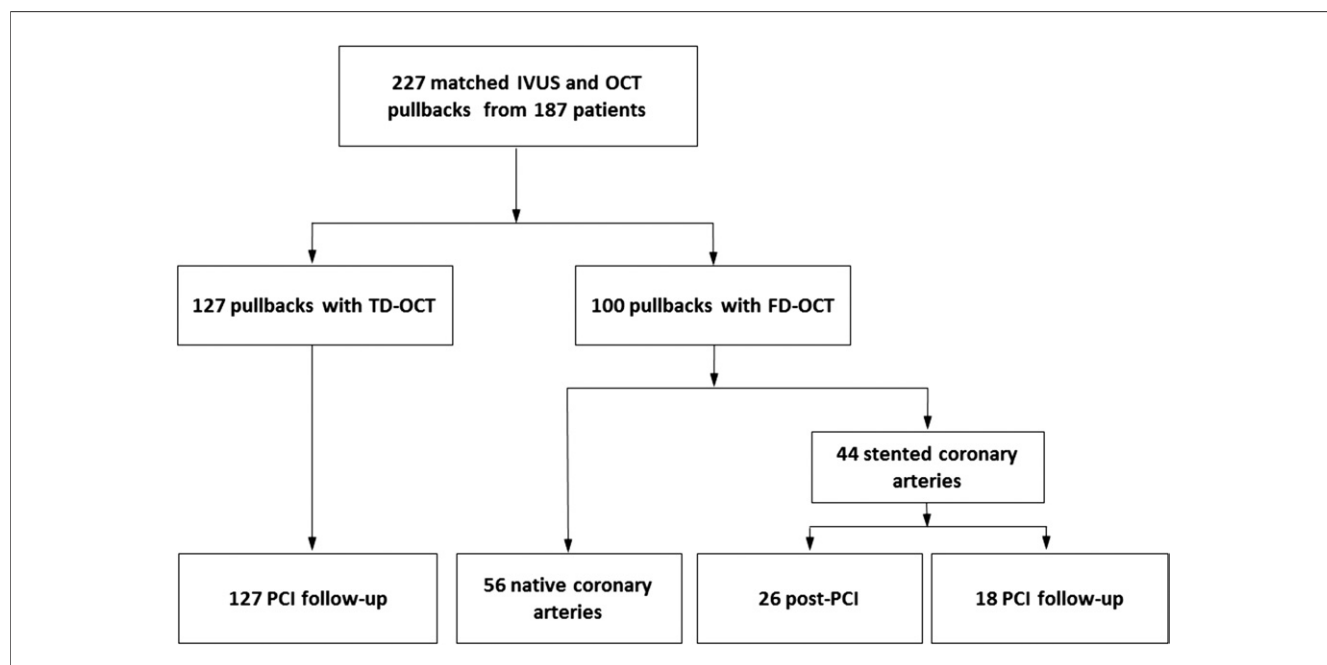 227 matched IVUS and OCT
pullbacks from 187 patients
127 pullbacks with TD-OCT
100 pullbacks with FD-OCT
44 stented coronary
arteries
127 PCI follow-up
56 native coronary
arteries
26 post-PCI
18 PCI follow-up